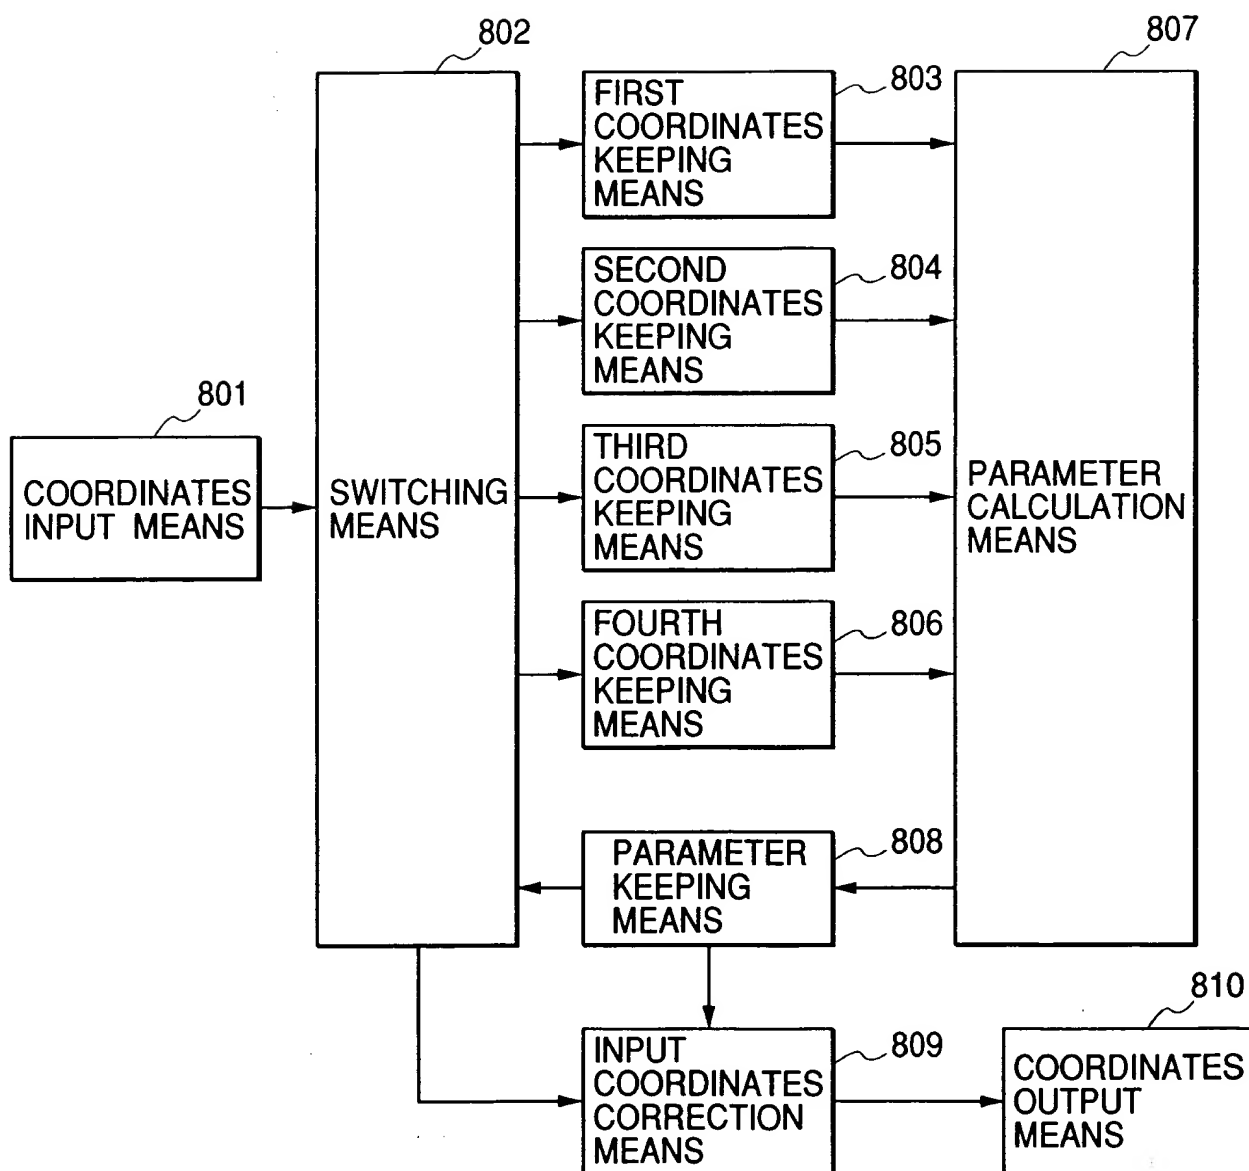 802
807
FIRST
COORDINATES
KEEPING
MEANS
803
SECOND
COORDINATES
KEEPING
MEANS
804
801
COORDINATES
INPUT MEANS
SWITCHING
MEANS
THIRD
COORDINATES
KEEPING
MEANS
805
PARAMETER
CALCULATION
MEANS
FOURTH
COORDINATES
KEEPING
MEANS
806
PARAMETER
KEEPING
MEANS
808
INPUT
COORDINATES
CORRECTION
MEANS
809
810
COORDINATES
OUTPUT
MEANS